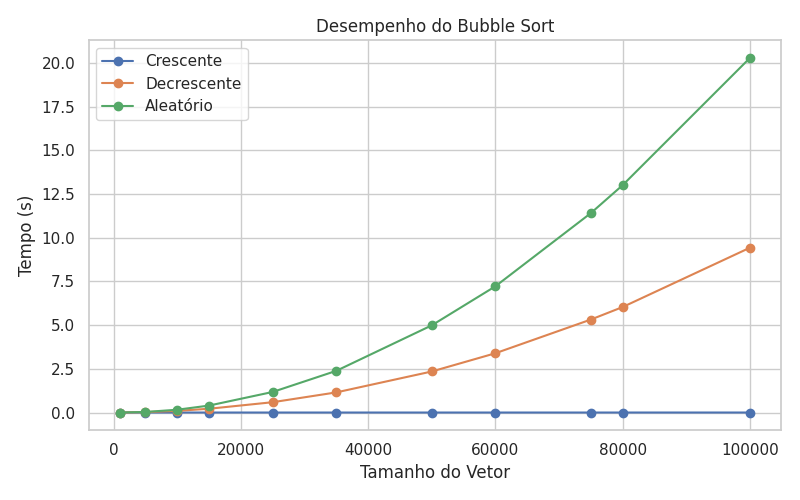 Desempenho do Bubble Sort
Crescente
Decrescente
Aleatório
Tempo (s)
20.0
17.5
15.0
12.5
10.0
7.5
5.0
2.5
0.0
0 20000 40000 60000 80000 100000
Tamanho do Vetor